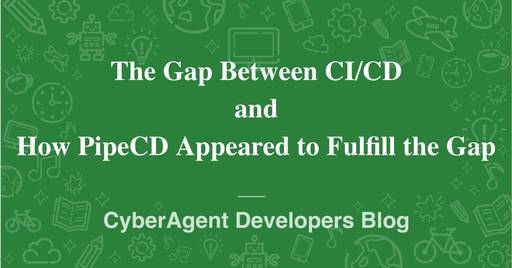 The Gap Between CI/CD
and
How PipeCD Appeared to Fulfill the Gap
CyberAgent Developers Blog